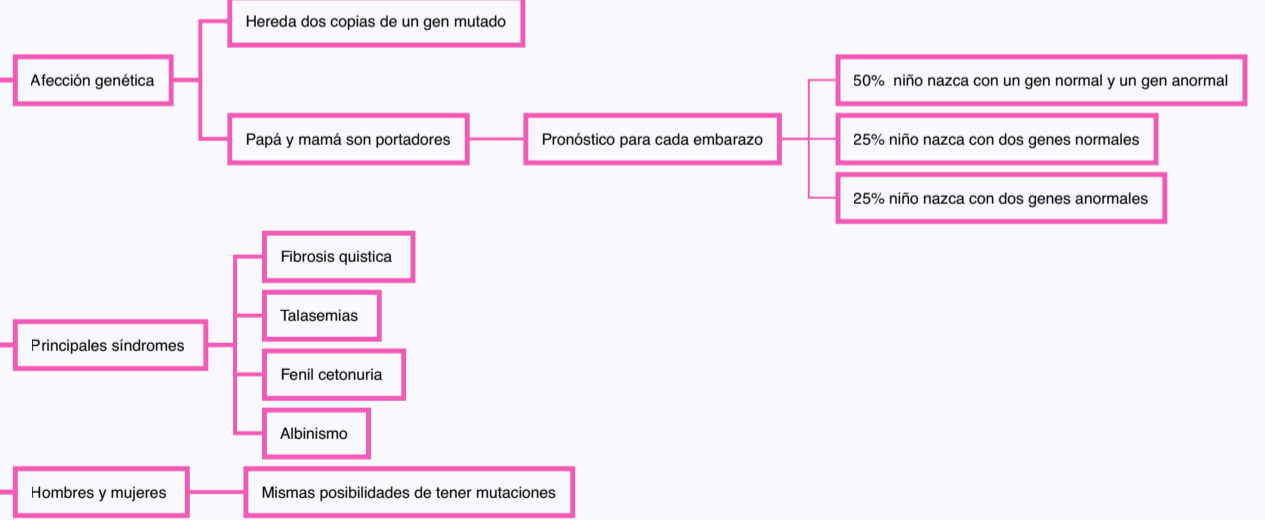 Hereda dos copias de un gen mutado
Afección genética
50% niño nazca con un gen normal y un gen anormal
Papá y mamá son portadores
Pronóstico para cada embarazo
25% niño nazca con dos genes normales
25% niño nazca con dos genes anormales
Fibrosis quistica
Talasemias
Principales síndromes
Fenil cetonuria
Albinismo
Hombres y mujeres
Mismas posibilidades de tener mutaciones